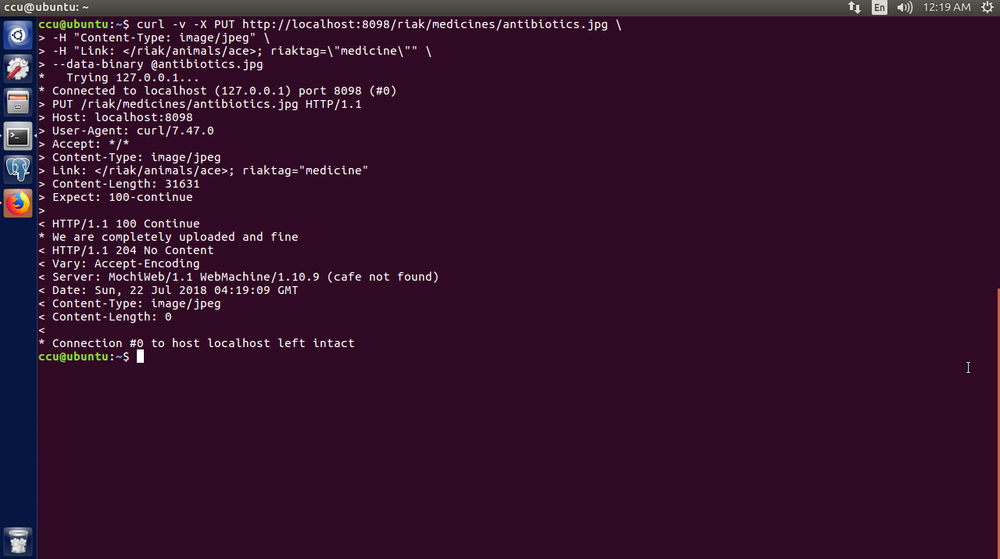 ccu@ubuntu: ~
En
12:19 AM
ccu@ubuntu:~$ curl -v -X PUT http://localhost:8098/riak/medicines/antibiotics.jpg \
> -H "Content-Type: image/jpeg" \
> -H "Link: </riak/animals/ace>; riaktag=\"medicine\"" \
> --data-binary @antibiotics.jpg
*   Trying 127.0.0.1...
* Connected to localhost (127.0.0.1) port 8098 (#0)
> PUT /riak/medicines/antibiotics.jpg HTTP/1.1
> Host: localhost:8098
> User-Agent: curl/7.47.0
> Accept: */*
> Content-Type: image/jpeg
> Link: </riak/animals/ace>; riaktag="medicine"
> Content-Length: 31631
> Expect: 100-continue
>
< HTTP/1.1 100 Continue
* We are completely uploaded and fine
< HTTP/1.1 204 No Content
< Vary: Accept-Encoding
< Server: MochiWeb/1.1 WebMachine/1.10.9 (cafe not found)
< Date: Sun, 22 Jul 2018 04:19:09 GMT
< Content-Type: image/jpeg
< Content-Length: 0
<
* Connection #0 to host localhost left intact
ccu@ubuntu:~$